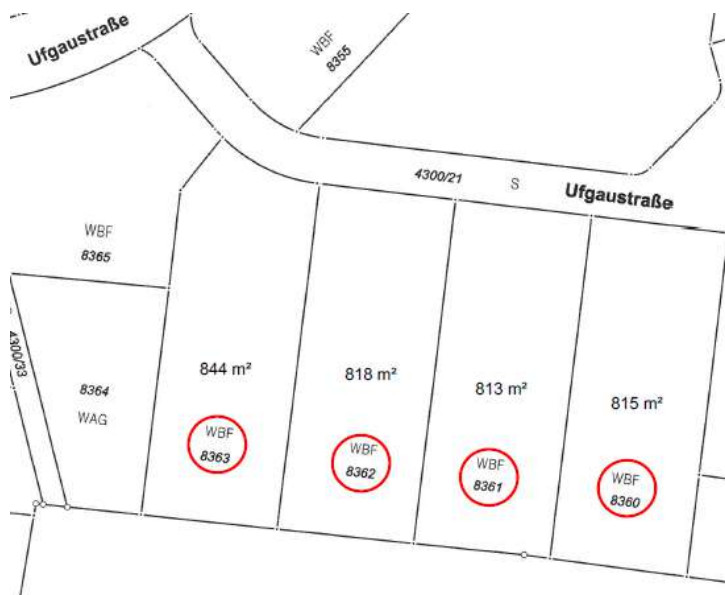 Ufgaustraße
WBF
8355
4300/21
S
Ufgaustraße
WBF
8365
4300/33
8364
WAG
844 m²
WBF
8363
818 m²
WBF
8362
813 m²
WBF
8361
815 m²
WBF
8360